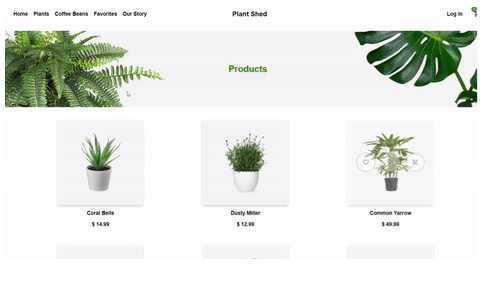 Home Plants Coffee Beans Favorites Our Story Plant Shed Log In
Products
Coral Bells Dusty Miller Common Yarrow
$ 14.99 $ 12.99 $ 49.99